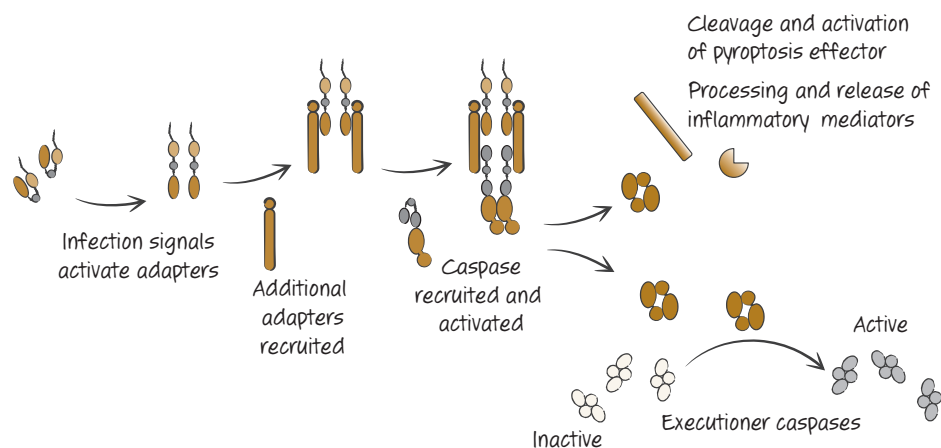 Cleavage and activation
of pyroptosis effector
Processing and release of
inflammatory mediators
Infection signals
activate adapters
Additional
adapters
recruited
Caspase
recruited and
activated
Active
Executioner caspases
Inactive